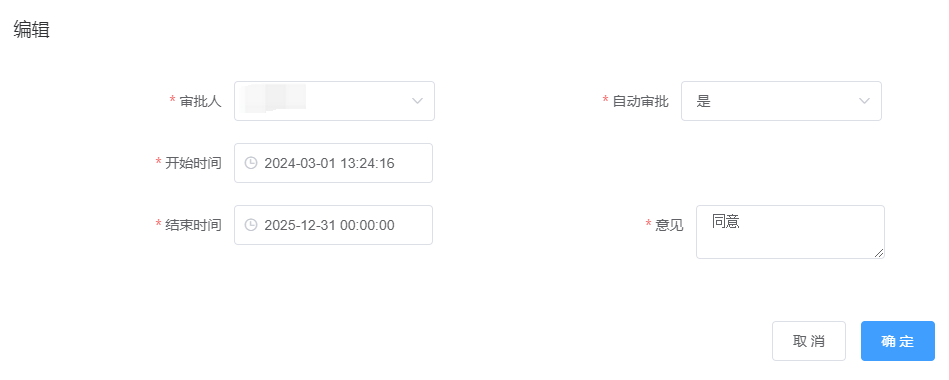 编辑
* 审批人
* 自动审批 是
* 开始时间 2024-03-01 13:24:16
* 结束时间 2025-12-31 00:00:00
* 意见 同意
取消 确定